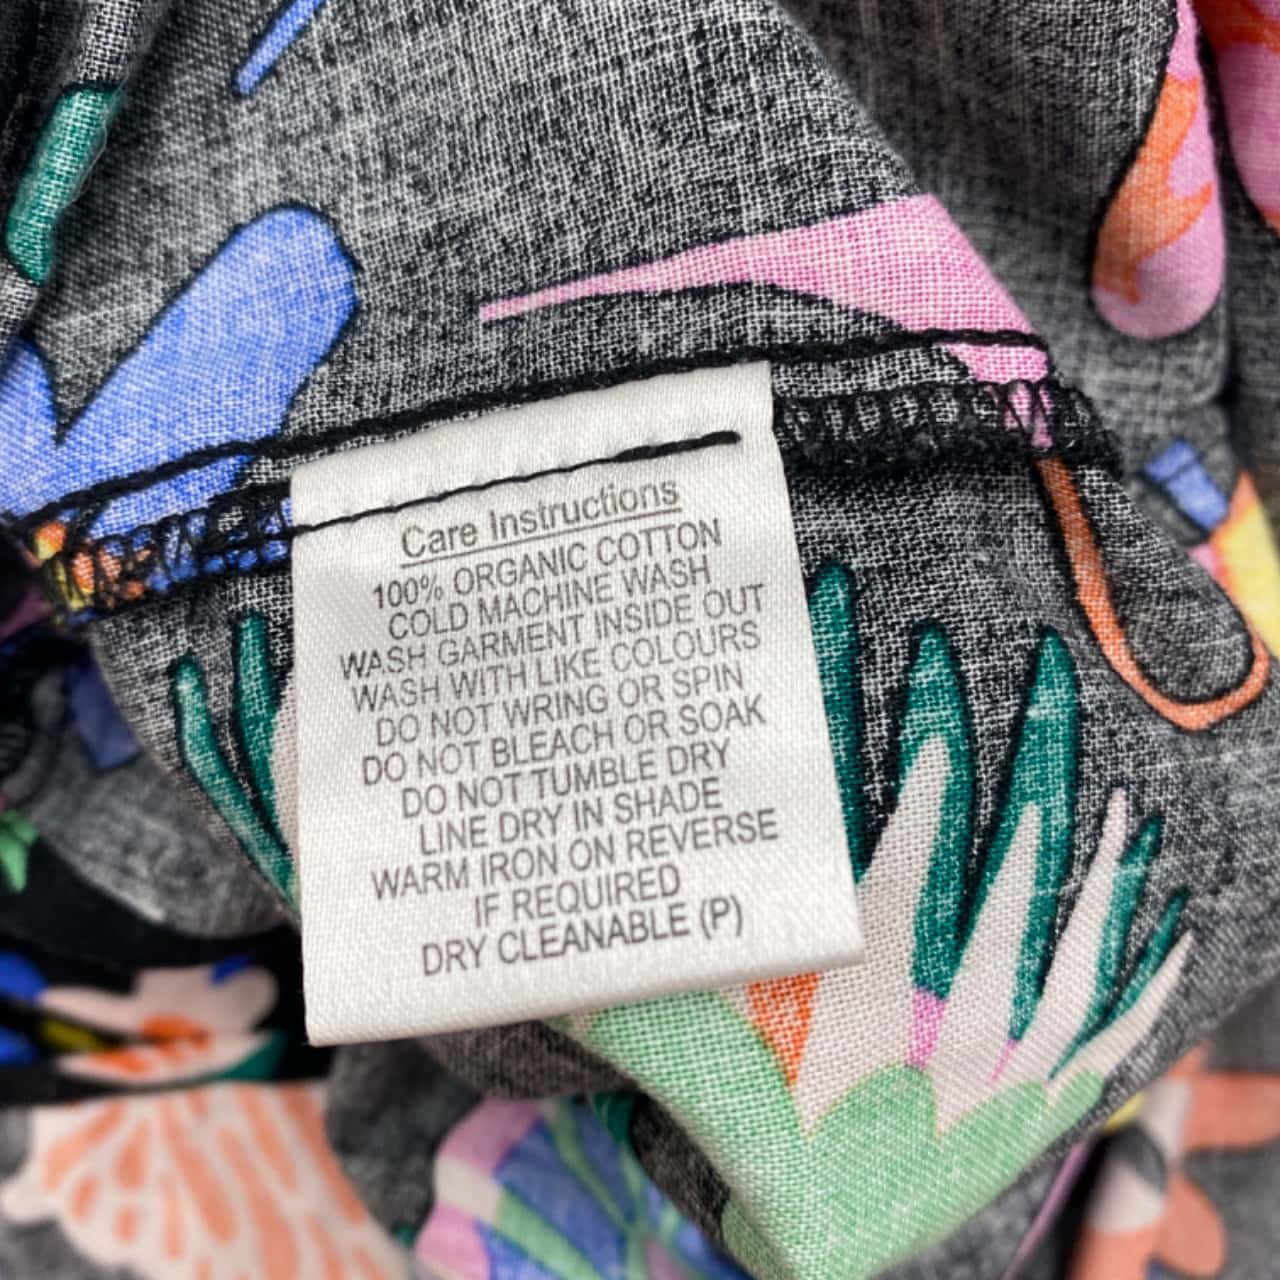 Care Instructions
100% ORGANIC COTTON
COLD MACHINE WASH
WASH GARMENT INSIDE OUT
WASH WITH LIKE COLOURS
DO NOT WRING OR SPIN
DO NOT BLEACH OR SOAK
DO NOT TUMBLE DRY
LINE DRY IN SHADE
WARM IRON ON REVERSE
IF REQUIRED
DRY CLEANABLE (P)